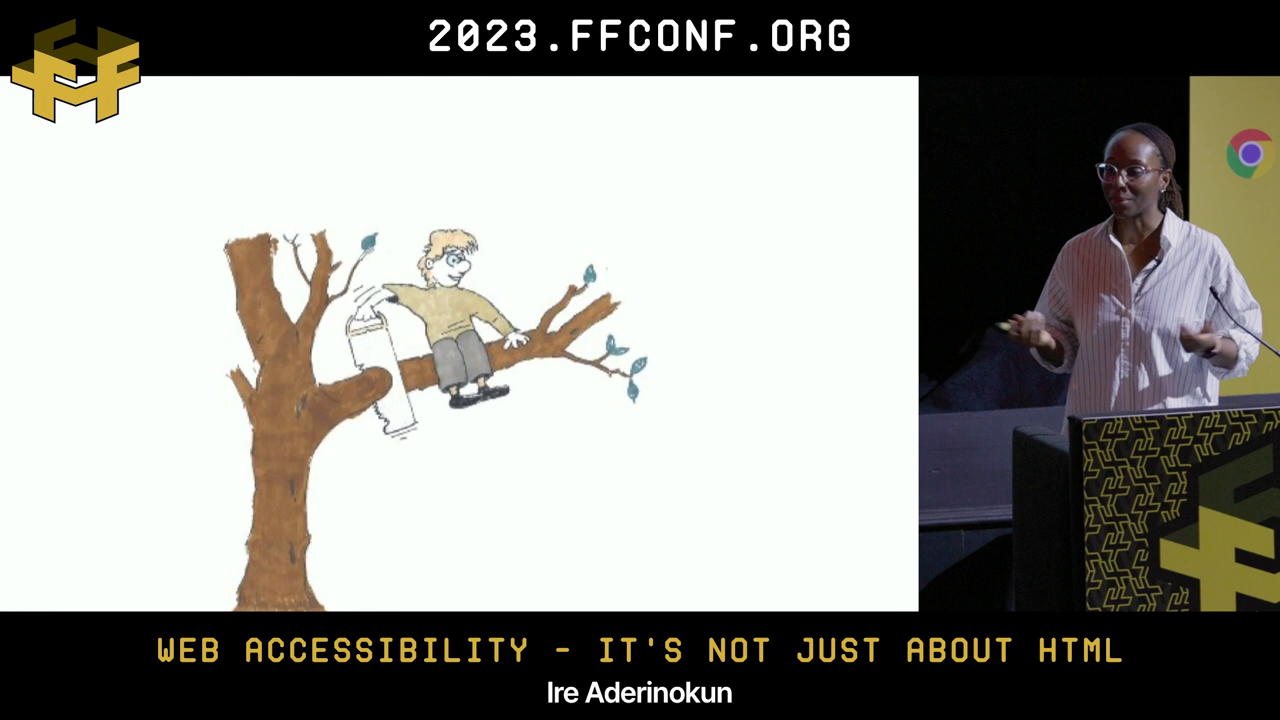 2023.FFCONF.ORG
WEB ACCESSIBILITY - IT'S NOT JUST ABOUT HTML
Ire Aderinokun